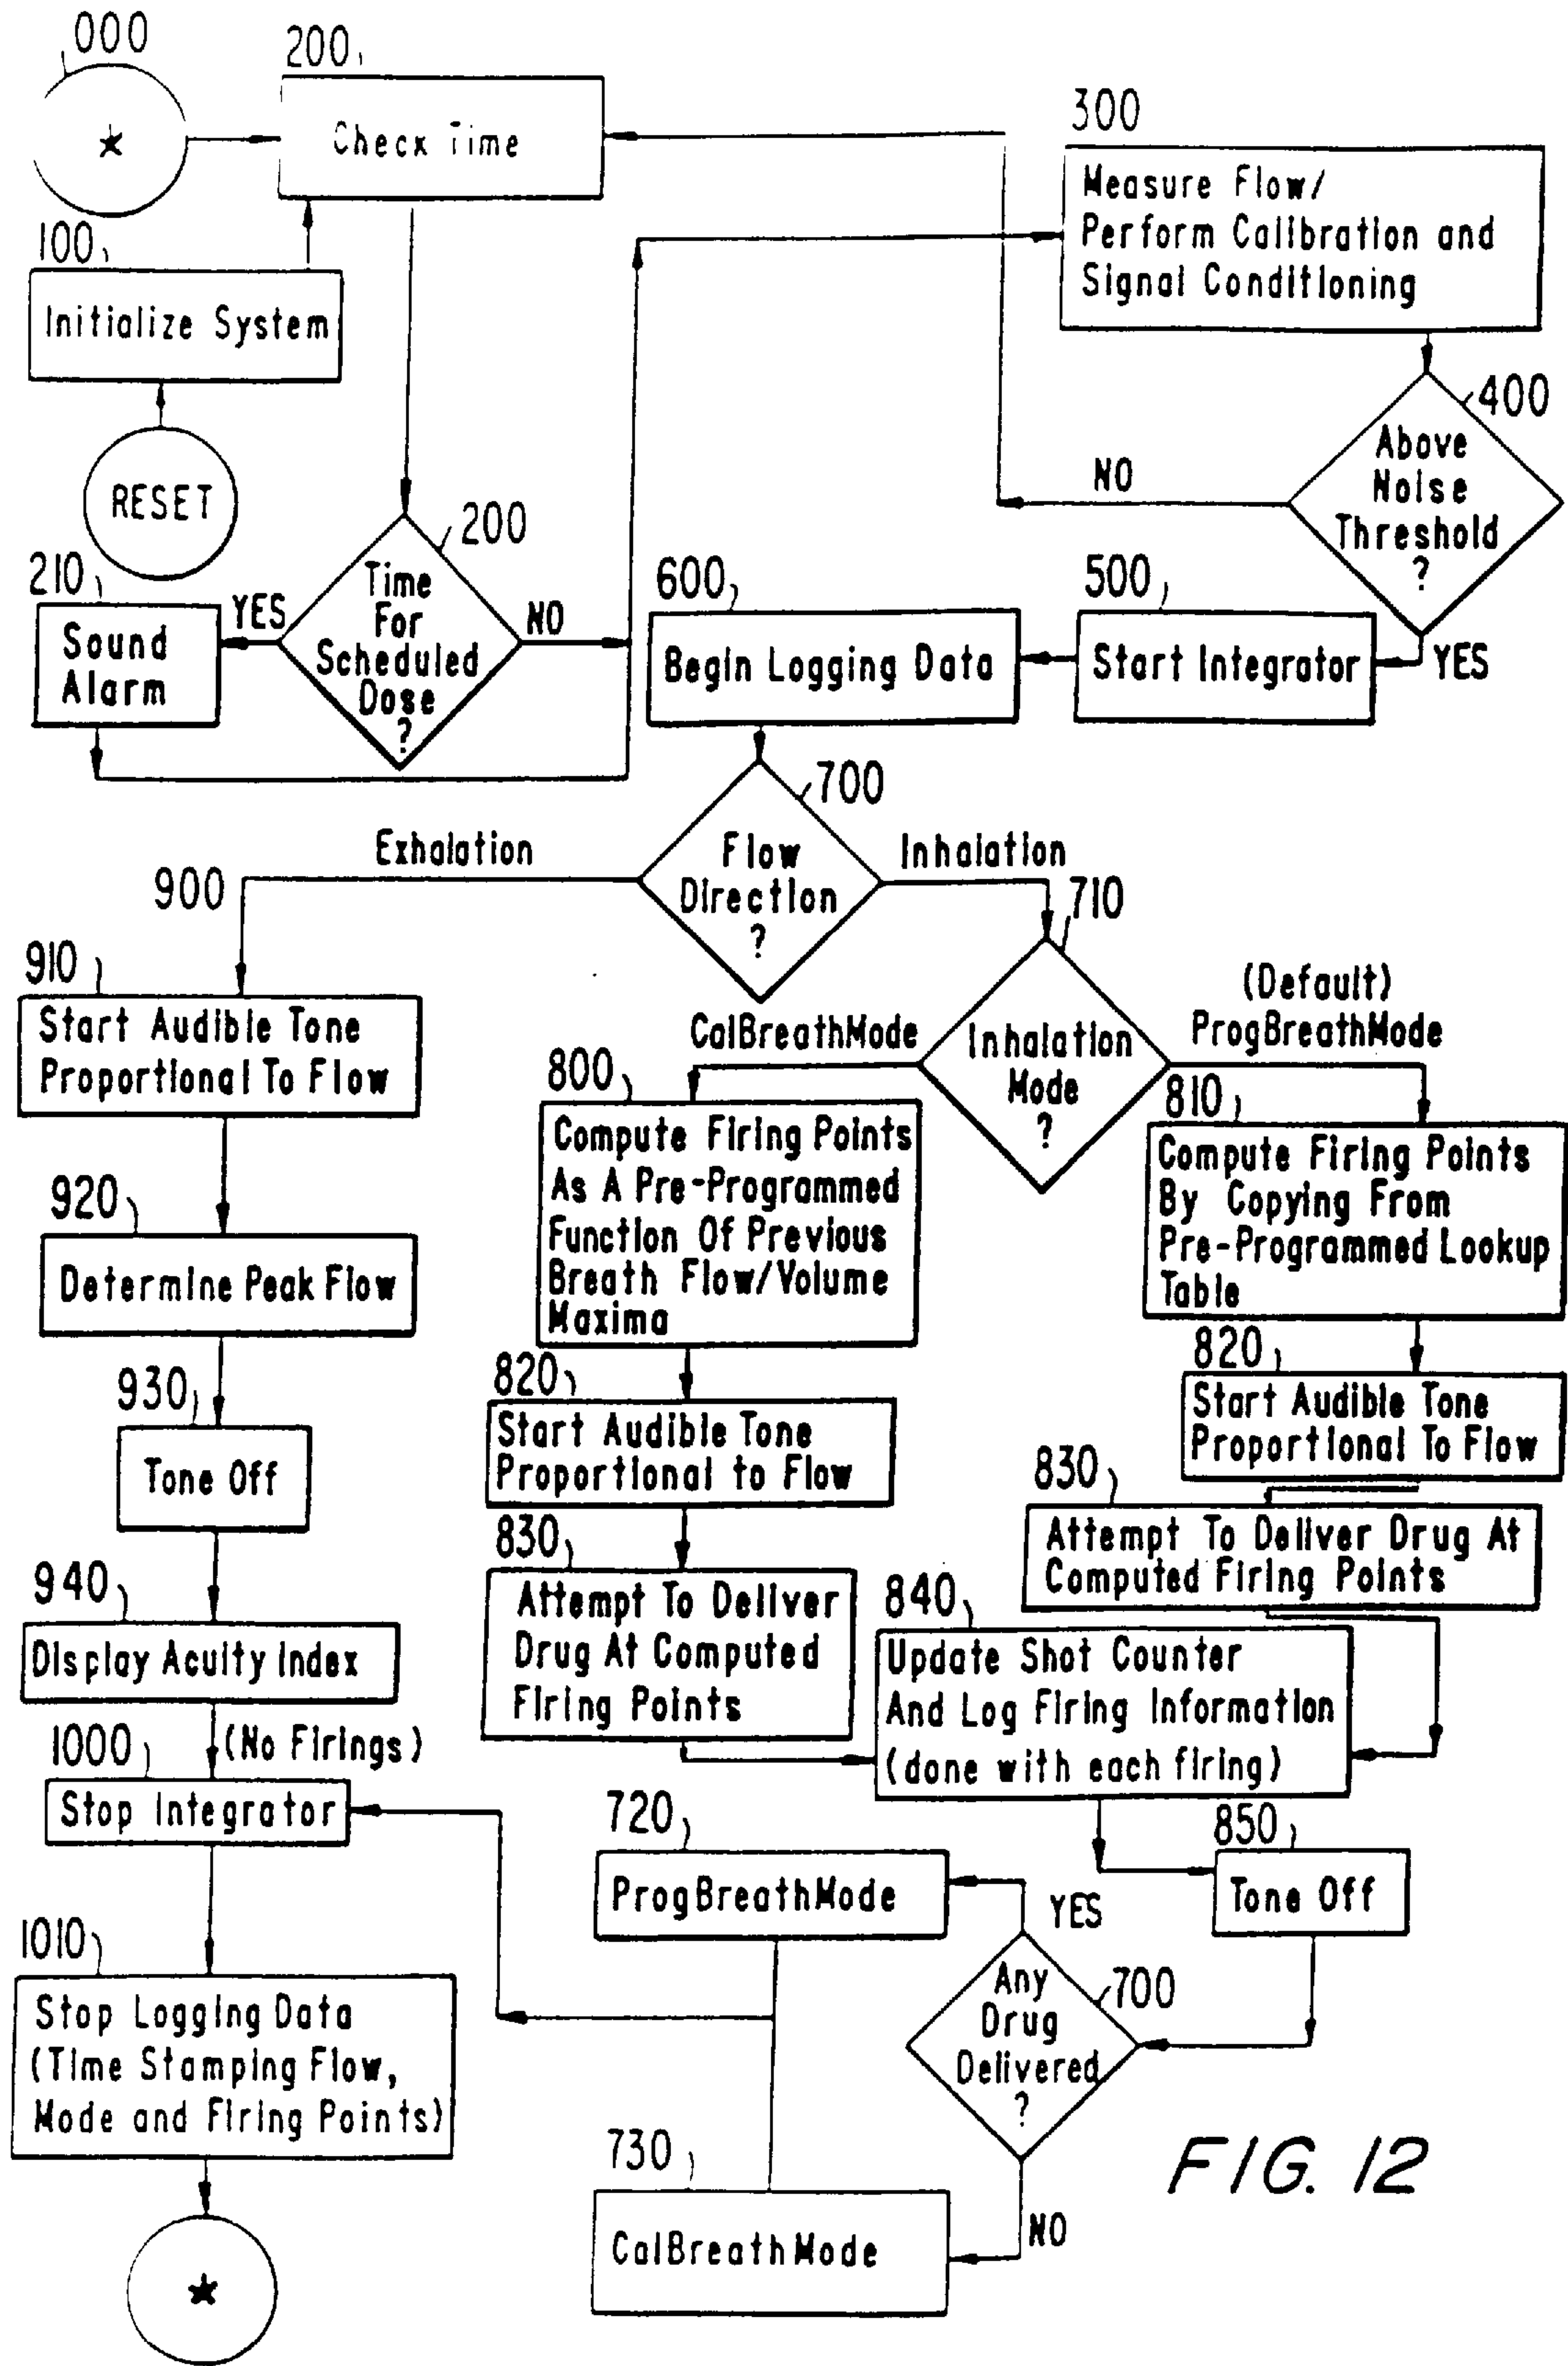 000
*
200
Check Time
300
Measure Flow/
Perform Calibration and
Signal Conditioning
100
Initialize System
RESET
400
Above
Noise
Threshold
?
NO
YES
200
Time
For
Scheduled
Dose
?
YES
NO
210
Sound
Alarm
600
Begin Logging Data
500
Start Integrator
700
Flow
Direction
?
Exhalation
Inhalation
900
710
Inhalation
Mode
?
CalBreathMode
(Default)
ProgBreathMode
910
Start Audible Tone
Proportional To Flow
800
Compute Firing Points
As A Pre-Programmed
Function Of Previous
Breath Flow/Volume
Maxima
810
Compute Firing Points
By Copying From
Pre-Programmed Lookup
Table
920
Determine Peak Flow
820
Start Audible Tone
Proportional to Flow
820
Start Audible Tone
Proportional To Flow
930
Tone Off
830
Attempt To Deliver
Drug At Computed
Firing Points
830
Attempt To Deliver Drug At
Computed Firing Points
940
Display Acuity Index
840
Update Shot Counter
And Log Firing Information
(done with each firing)
(No Firings)
1000
Stop Integrator
720
ProgBreathMode
850
Tone Off
YES
700
Any
Drug
Delivered
?
NO
1010
Stop Logging Data
(Time Stamping Flow,
Mode and Firing Points)
730
CalBreathMode
*
FIG. 12